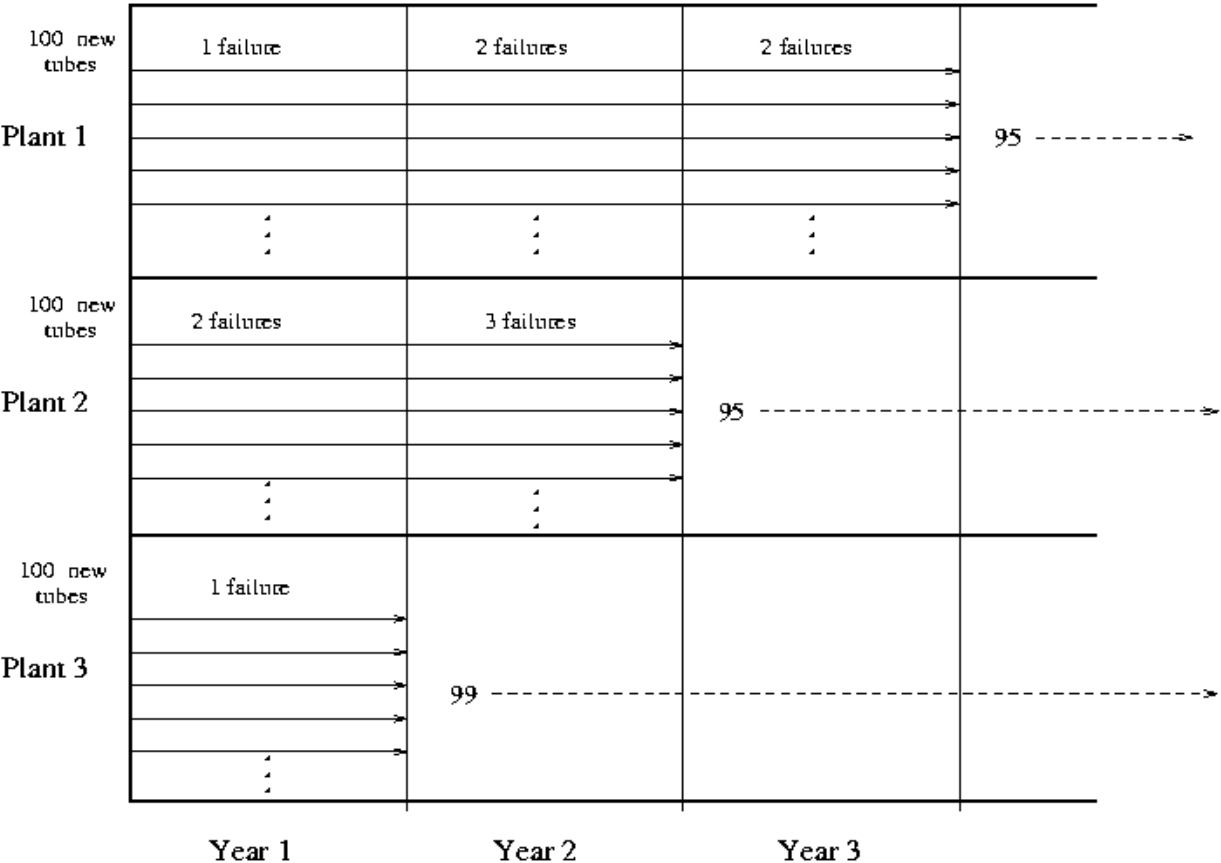 100 new
tubes
1 failure
2 failures
2 failures
Plant 1
95
100 new
tubes
2 failures
3 failures
Plant 2
95
100 new
tubes
1 failure
Plant 3
99
Year 1
Year 2
Year 3